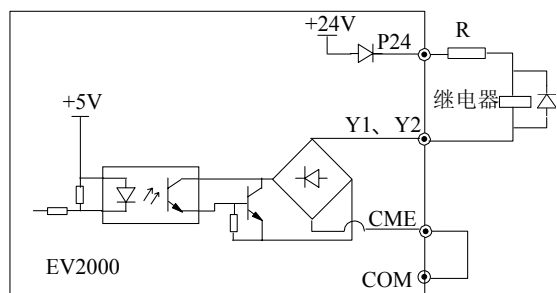 +24V
P24
R
+5V
继电器
Y1、Y2
CME
EV2000
COM